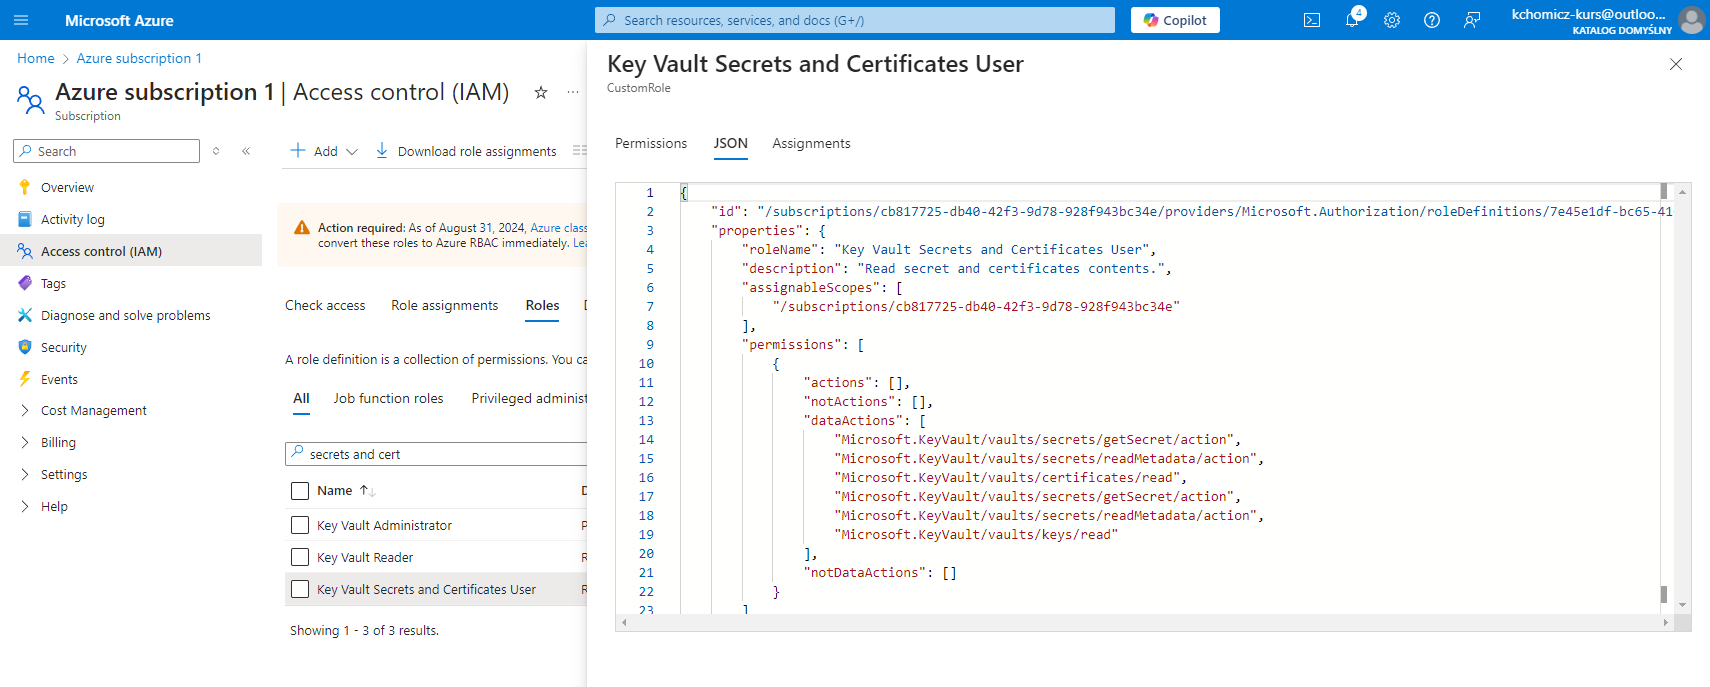 Microsoft Azure
Search resources, services, and docs (G+/)
Copilot
4
kchomicz-kurs@outloo...
KATALOG DOMYŚLNY
Home > Azure subscription 1
Azure subscription 1 | Access control (IAM)
Subscription
Search
Overview
Activity log
Access control (IAM)
Tags
Diagnose and solve problems
Security
Events
Cost Management
Billing
Settings
Help
Add
Download role assignments
Action required: As of August 31, 2024, Azure class
convert these roles to Azure RBAC immediately. Lea
Check access
Role assignments
Roles
A role definition is a collection of permissions. You ca
All
Job function roles
Privileged administ
secrets and cert
Name
Key Vault Administrator
Key Vault Reader
Key Vault Secrets and Certificates User
Showing 1 - 3 of 3 results.
Key Vault Secrets and Certificates User
CustomRole
Permissions
JSON
Assignments
1 {
2 "id": "/subscriptions/cb817725-db40-42f3-9d78-928f943bc34e/providers/Microsoft.Authorization/roleDefinitions/7e45e1df-bc65-41
3 "properties": {
4 "roleName": "Key Vault Secrets and Certificates User",
5 "description": "Read secret and certificates contents.",
6 "assignableScopes": [
7 "/subscriptions/cb817725-db40-42f3-9d78-928f943bc34e"
8 ],
9 "permissions": [
10 {
11 "actions": [],
12 "notActions": [],
13 "dataActions": [
14 "Microsoft.KeyVault/vaults/secrets/getSecret/action",
15 "Microsoft.KeyVault/vaults/secrets/readMetadata/action",
16 "Microsoft.KeyVault/vaults/certificates/read",
17 "Microsoft.KeyVault/vaults/secrets/getSecret/action",
18 "Microsoft.KeyVault/vaults/secrets/readMetadata/action",
19 "Microsoft.KeyVault/vaults/keys/read"
20 ],
21 "notDataActions": []
22 }
23 ]